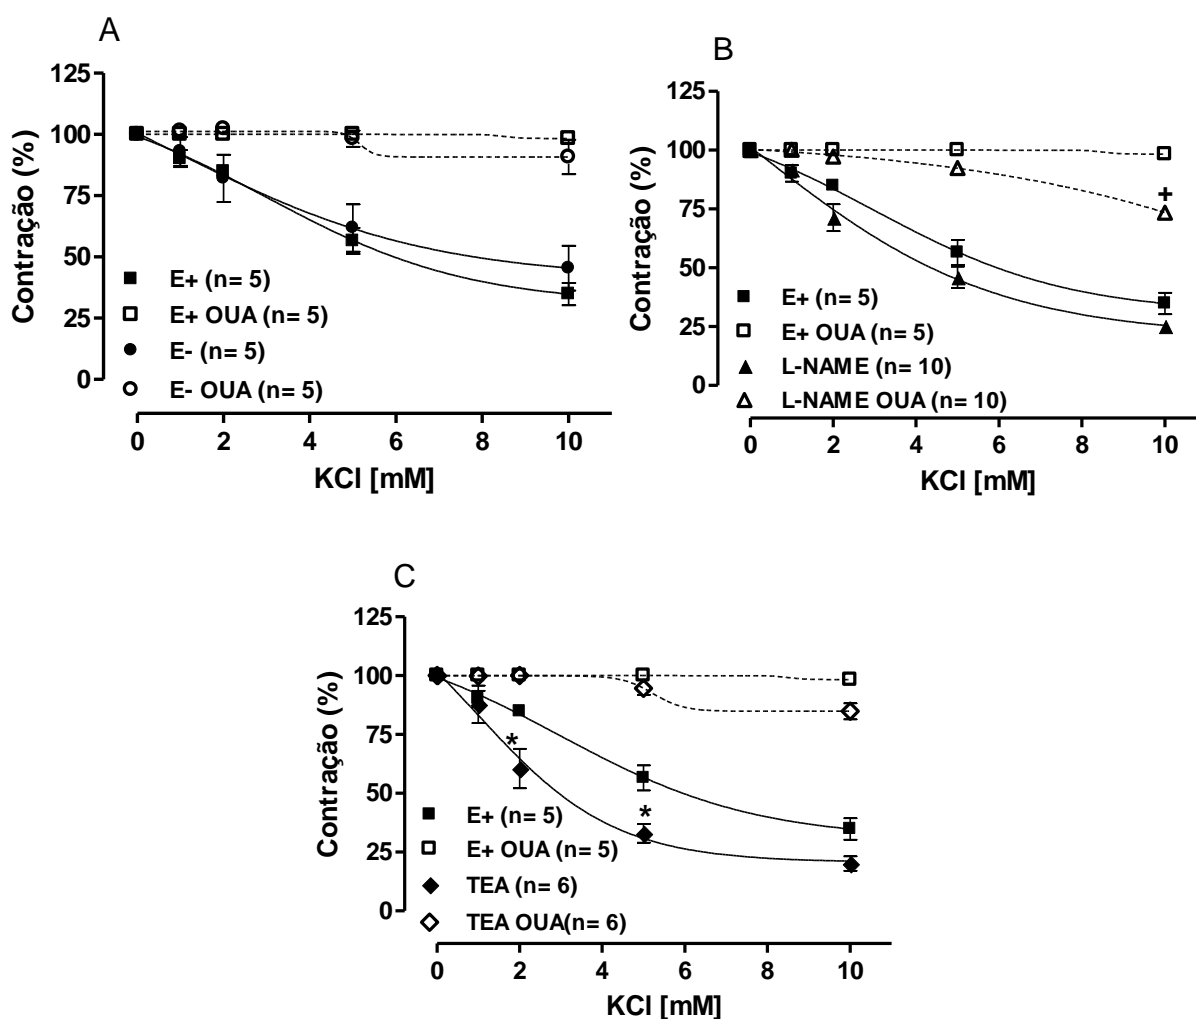 A
125
100
75
50
25
0
Contração (%)
E+ (n= 5)
E+ OUA (n= 5)
E- (n= 5)
E- OUA (n= 5)
0 2 4 6 8 10
KCl [mM]
B
125
100
75
50
25
0
Contração (%)
+
E+ (n= 5)
E+ OUA (n= 5)
L-NAME (n= 10)
L-NAME OUA (n= 10)
0 2 4 6 8 10
KCl [mM]
C
125
100
75
50
25
0
Contração (%)
*
*
E+ (n= 5)
E+ OUA (n= 5)
TEA (n= 6)
TEA OUA(n= 6)
0 2 4 6 8 10
KCl [mM]